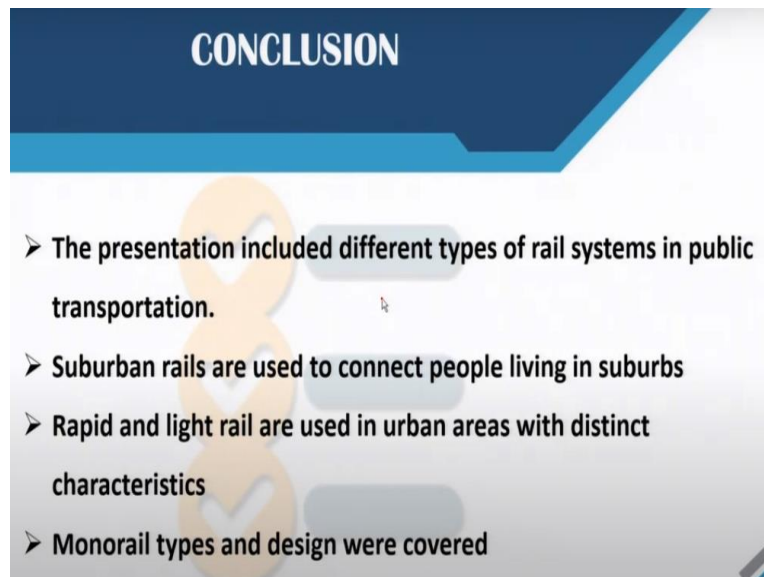 CONCLUSION
➢ The presentation included different types of rail systems in public
transportation.
➢ Suburban rails are used to connect people living in suburbs
➢ Rapid and light rail are used in urban areas with distinct
characteristics
➢ Monorail types and design were covered